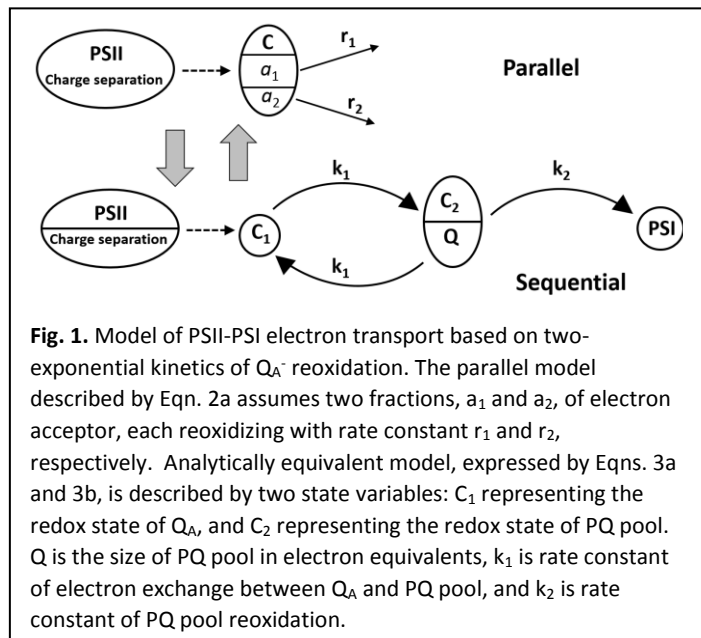 PSII
Charge separation
C
a₁
a₂
r₁
r₂
Parallel
PSII
Charge separation
C₁
k₁
k₁
C₂
Q
k₂
PSI
Sequential
Fig. 1. Model of PSII-PSI electron transport based on two-
exponential kinetics of Q_A⁻ reoxidation. The parallel model
described by Eqn. 2a assumes two fractions, a₁ and a₂, of electron
acceptor, each reoxidizing with rate constant r₁ and r₂,
respectively. Analytically equivalent model, expressed by Eqns. 3a
and 3b, is described by two state variables: C₁ representing the
redox state of Q_A, and C₂ representing the redox state of PQ pool.
Q is the size of PQ pool in electron equivalents, k₁ is rate constant
of electron exchange between Q_A and PQ pool, and k₂ is rate
constant of PQ pool reoxidation.